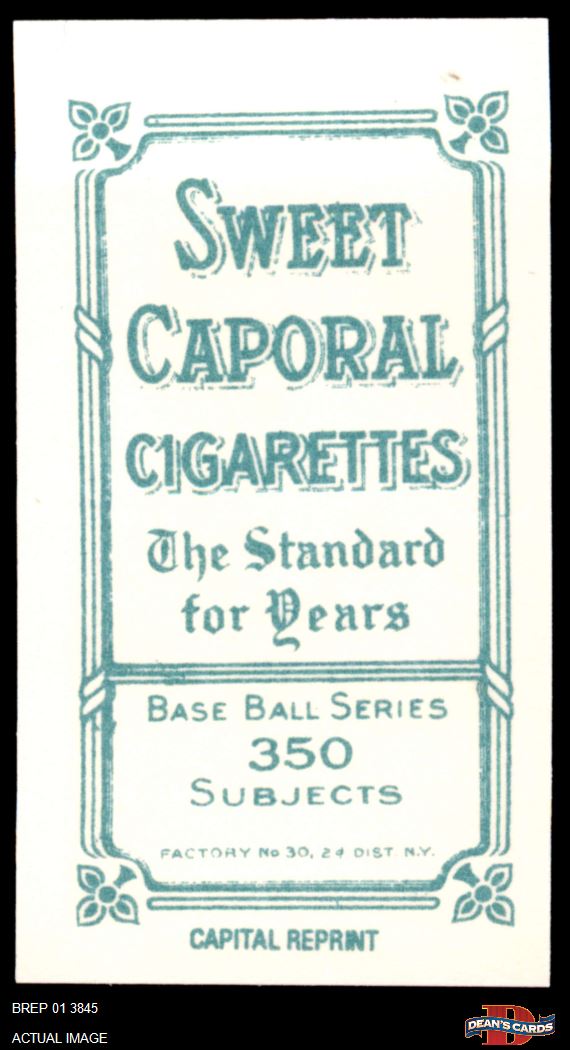 SWEET
CAPORAL
CIGARETTES
The Standard
for Years
BASE BALL SERIES
350
SUBJECTS
FACTORY No 30, 2d DIST. N.Y.
CAPITAL REPRINT
BREP 01 3845
ACTUAL IMAGE
D
DEAN'S CARDS